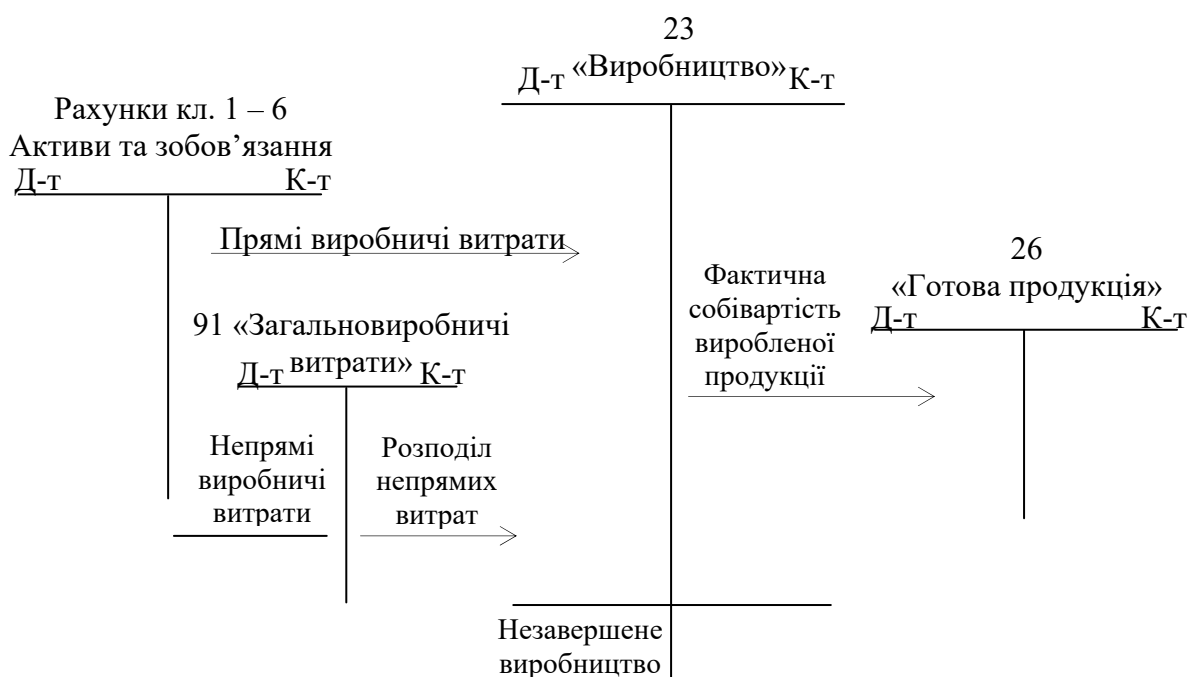 23
«Виробництво»
Д-т
К-т
Рахунки кл. 1 – 6
Активи та зобов’язання
Д-т
К-т
Прямі виробничі витрати
91 «Загальновиробничі
витрати»
Д-т
К-т
Непрямі
виробничі
витрати
Розподіл
непрямих
витрат
Фактична
собівартість
виробленої
продукції
26
«Готова продукція»
Д-т
К-т
Незавершене
виробництво